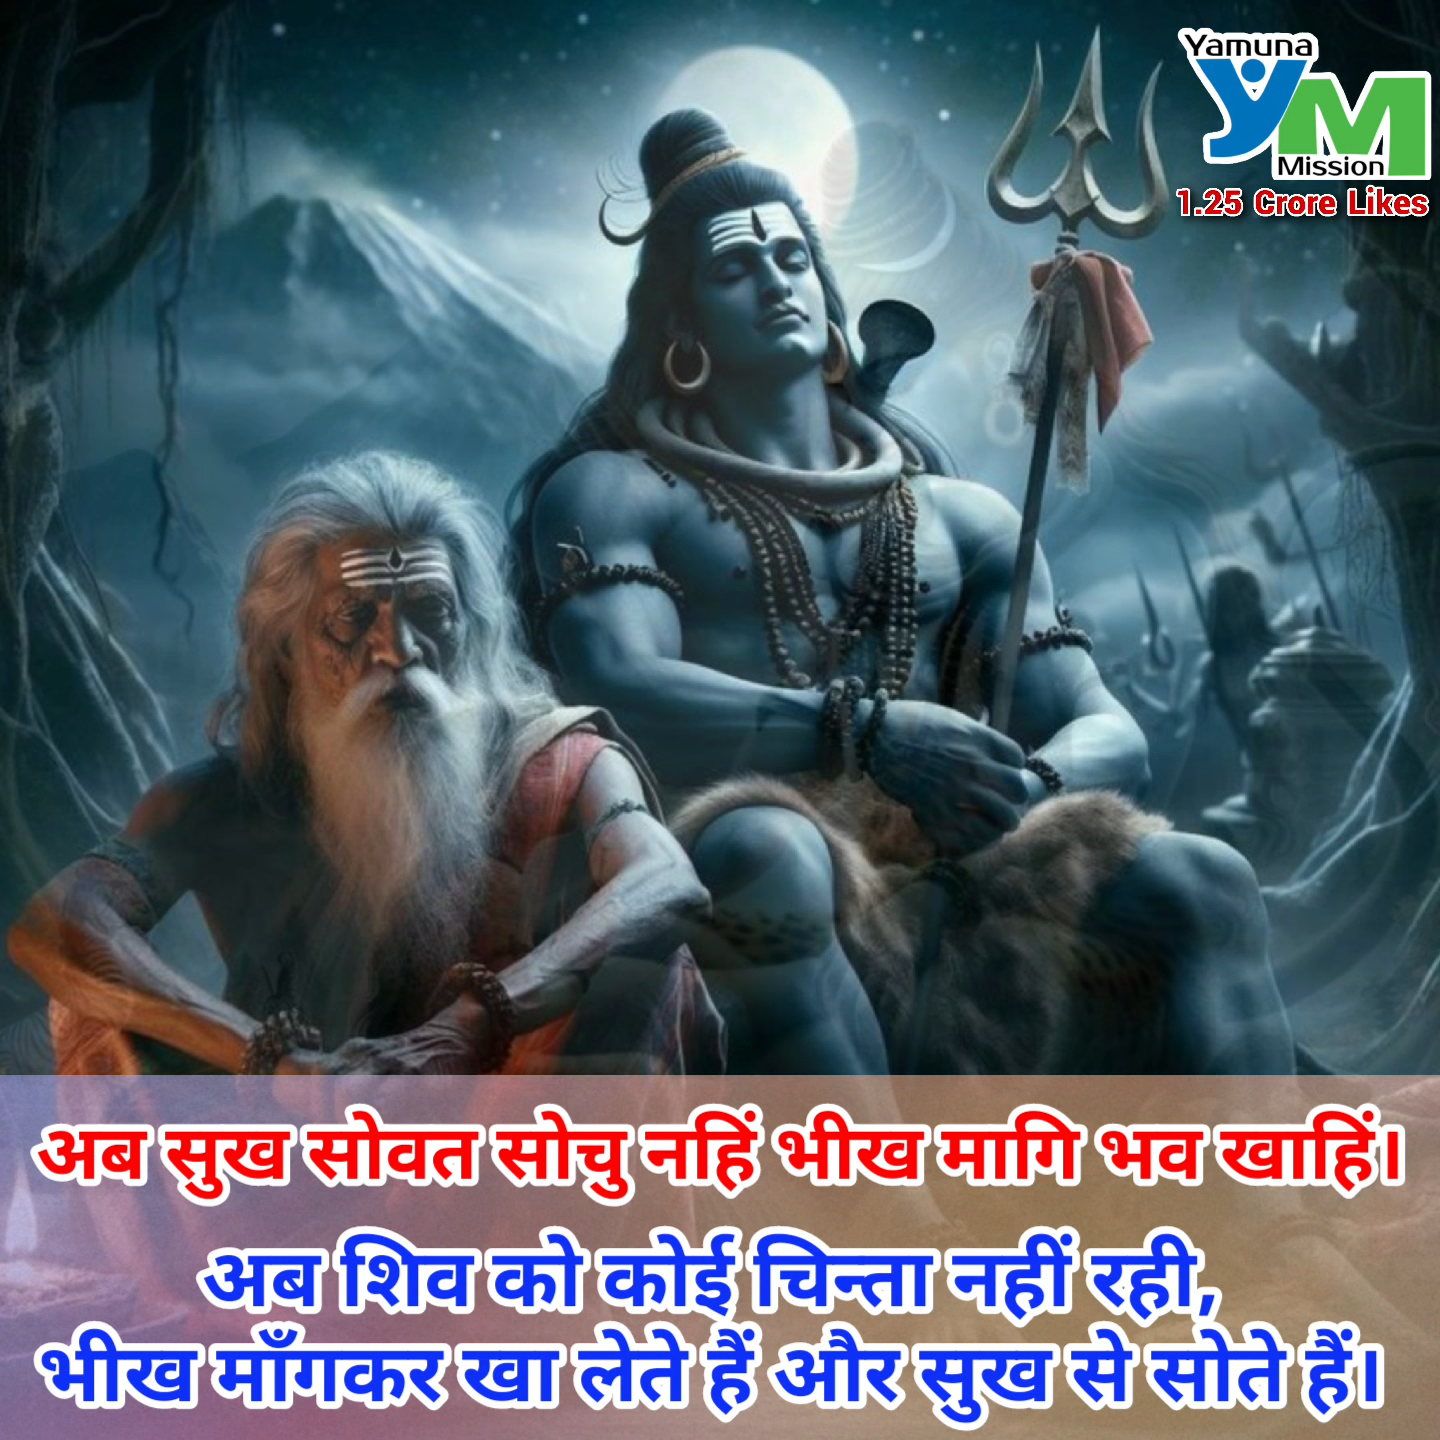 Yamuna
YM
Mission
1.25 Crore Likes
अब सुख सोवत सोचु नहिं भीख मागि भव खाहिं।
अब शिव को कोई चिन्ता नहीं रही,
भीख माँगकर खा लेते हैं और सुख से सोते हैं।